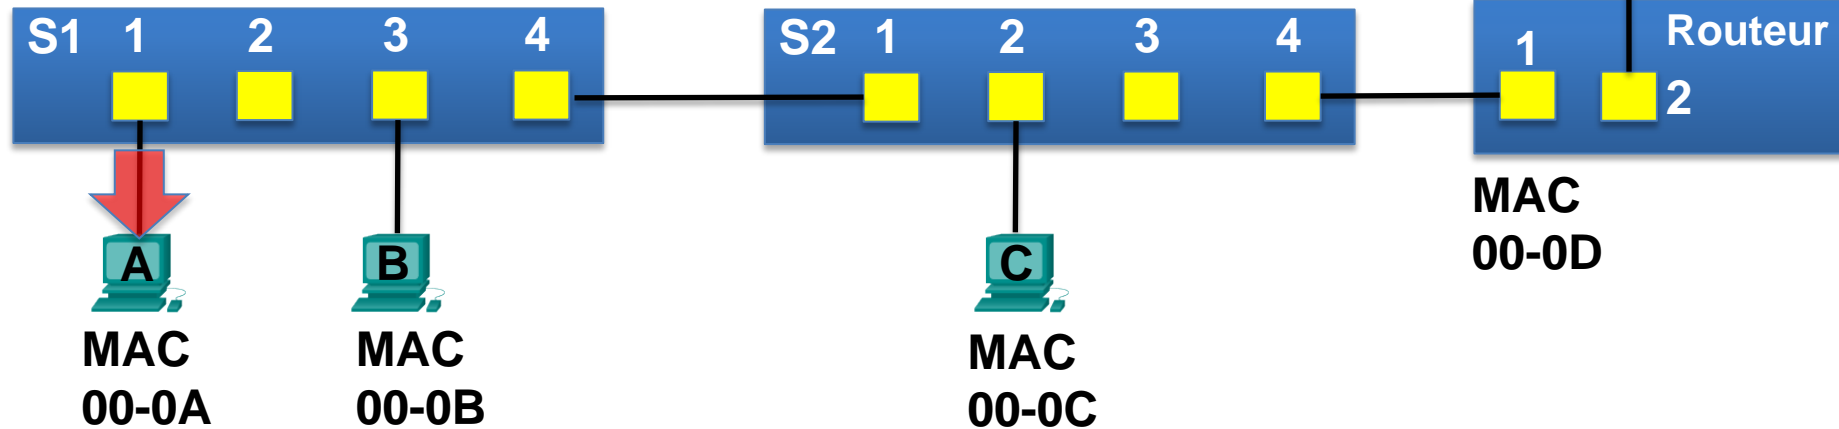 S1 1 2 3 4
S2 1 2 3 4
1 Routeur
2
A
MAC
00-0A
B
MAC
00-0B
C
MAC
00-0C
MAC
00-0D